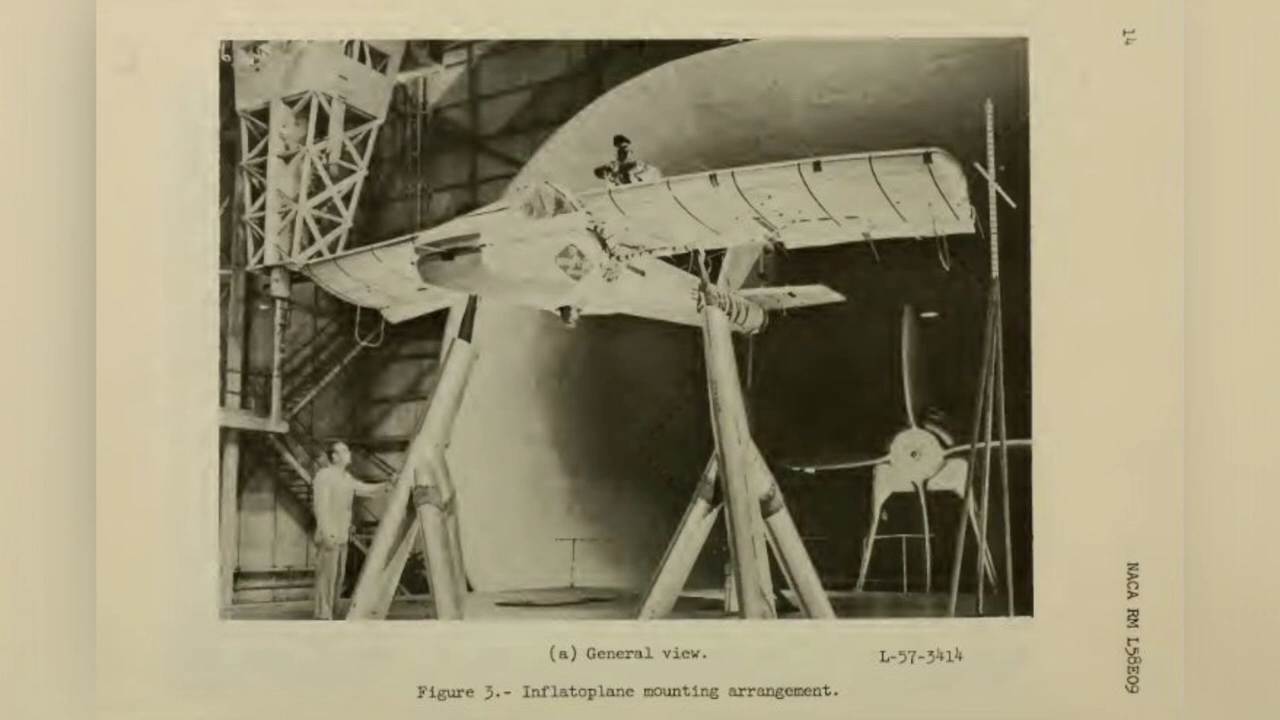 14
(a) General view. L-57-3414
Figure 3.- Inflatoplane mounting arrangement.
NACA RM L58E09